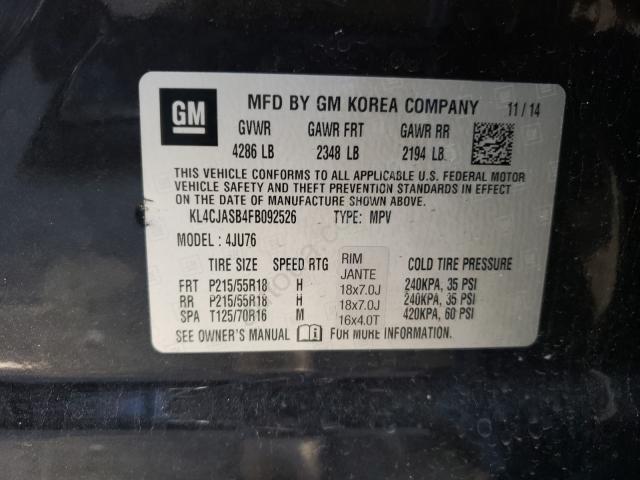 GM MFD BY GM KOREA COMPANY 11/14
GVWR GAWR FRT GAWR RR
4286 LB 2348 LB 2194 LB
THIS VEHICLE CONFORMS TO ALL APPLICABLE U.S. FEDERAL MOTOR
VEHICLE SAFETY AND THEFT PREVENTION STANDARDS IN EFFECT
ON THE DATE OF MANUFACTURE SHOWN ABOVE.
KL4CJASB4FB092526 TYPE: MPV
MODEL: 4JU76
TIRE SIZE SPEED RTG RIM COLD TIRE PRESSURE
JANTE
FRT P215/55R18 H 18x7.0J 240KPA, 35 PSI
RR P215/55R18 H 18x7.0J 240KPA, 35 PSI
SPA T125/70R16 M 16x4.0T 420KPA, 60 PSI
SEE OWNER'S MANUAL FOR MORE INFORMATION.